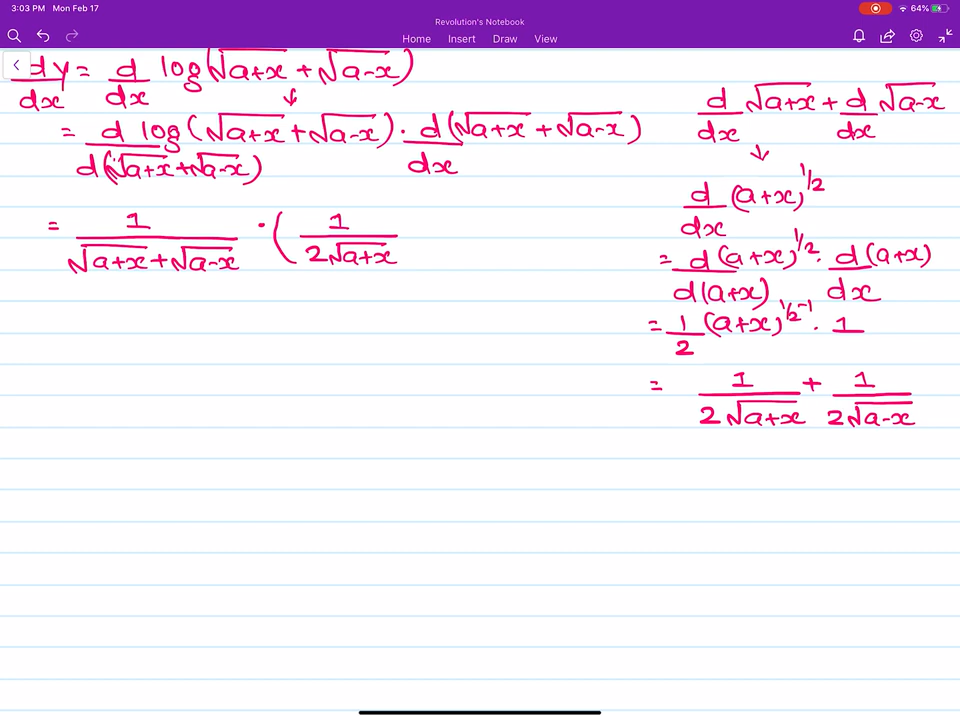 3:03 PM Mon Feb 17
64%
Revolution's Notebook
Home Insert Draw View
dy/dx = d/dx log(√(a+x) + √(a-x))
= d log(√(a+x) + √(a-x)) / d(√(a+x) + √(a-x)) · d(√(a+x) + √(a-x))/dx
= 1/(√(a+x) + √(a-x)) · ( 1/(2√(a+x))
d/dx √(a+x) + d/dx √(a-x)
↓
d/dx (a+x)^1/2
= d(a+x)^1/2 / d(a+x) · d(a+x)/dx
= 1/2 (a+x)^1/2-1 · 1
= 1/(2√(a+x)) + 1/(2√(a-x))